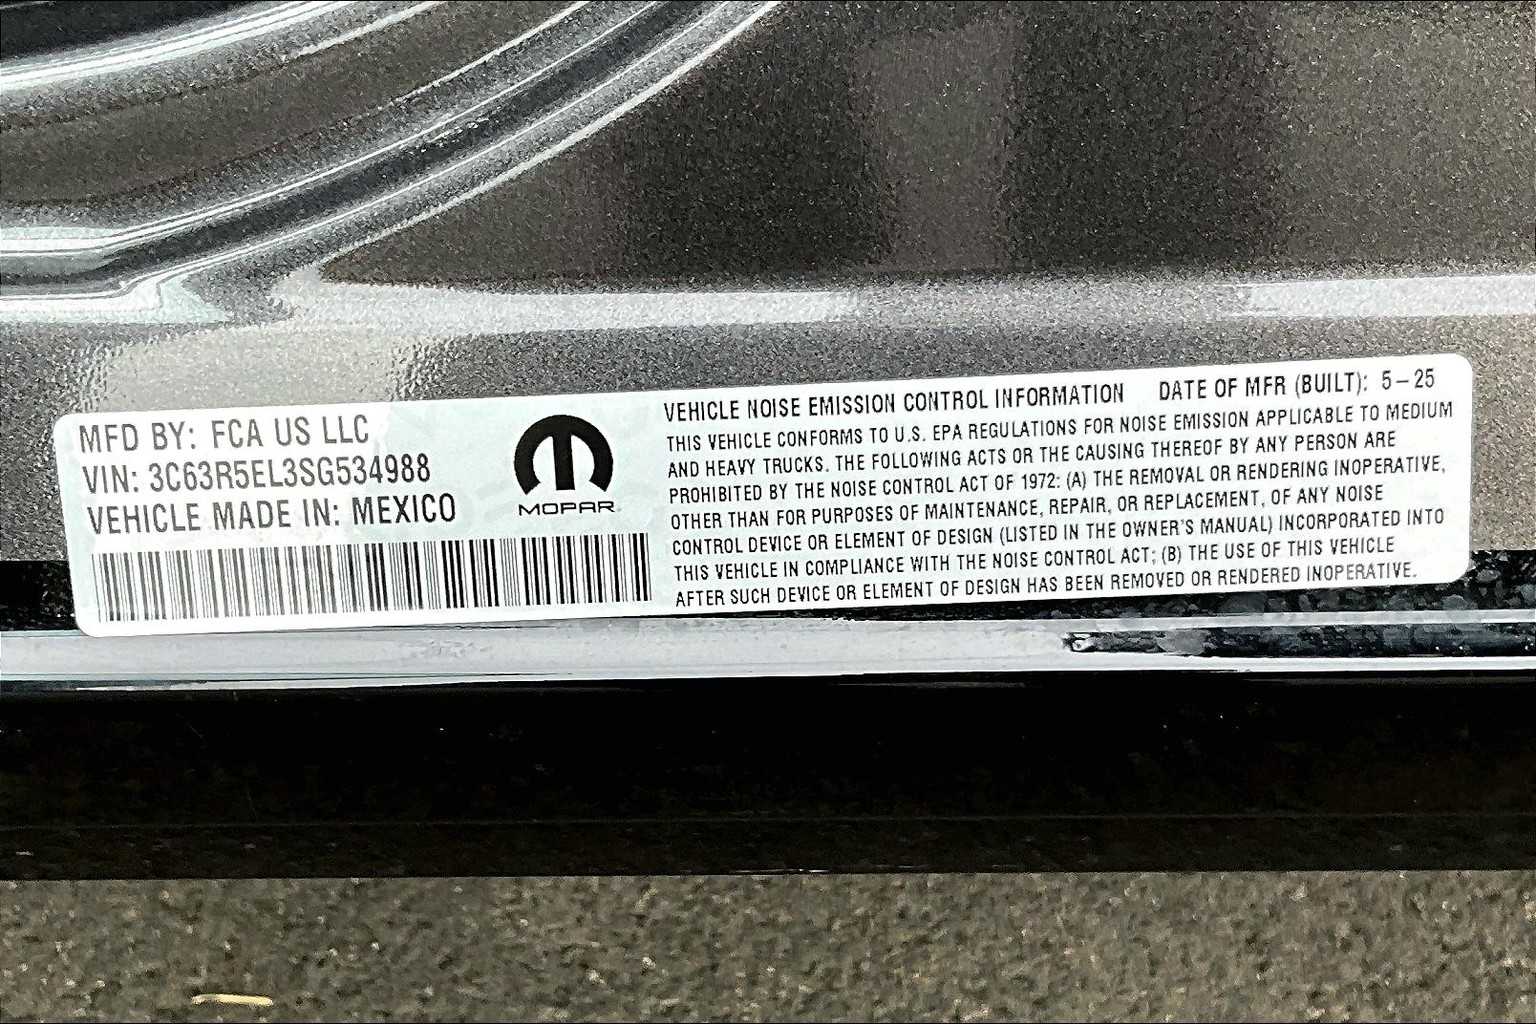 MFD BY: FCA US LLC
VIN: 3C63R5EL3SG534988
VEHICLE MADE IN: MEXICO
MOPAR
VEHICLE NOISE EMISSION CONTROL INFORMATION DATE OF MFR (BUILT): 5-25
THIS VEHICLE CONFORMS TO U.S. EPA REGULATIONS FOR NOISE EMISSION APPLICABLE TO MEDIUM
AND HEAVY TRUCKS. THE FOLLOWING ACTS OR THE CAUSING THEREOF BY ANY PERSON ARE
PROHIBITED BY THE NOISE CONTROL ACT OF 1972: (A) THE REMOVAL OR RENDERING INOPERATIVE,
OTHER THAN FOR PURPOSES OF MAINTENANCE, REPAIR, OR REPLACEMENT, OF ANY NOISE
CONTROL DEVICE OR ELEMENT OF DESIGN (LISTED IN THE OWNER'S MANUAL) INCORPORATED INTO
THIS VEHICLE IN COMPLIANCE WITH THE NOISE CONTROL ACT; (B) THE USE OF THIS VEHICLE
AFTER SUCH DEVICE OR ELEMENT OF DESIGN HAS BEEN REMOVED OR RENDERED INOPERATIVE.